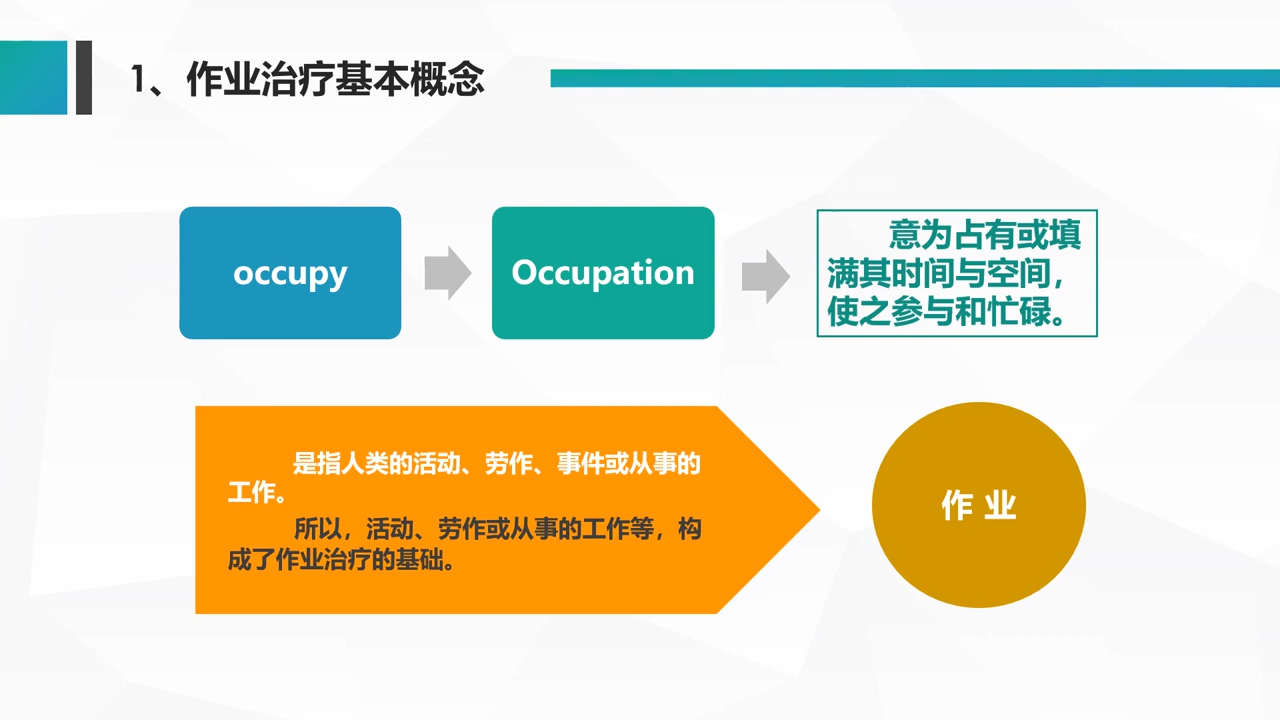 1、作业治疗基本概念
occupy
Occupation
意为占有或填
满其时间与空间，
使之参与和忙碌。
是指人类的活动、劳作、事件或从事的
工作。
所以，活动、劳作或从事的工作等，构
成了作业治疗的基础。
作 业